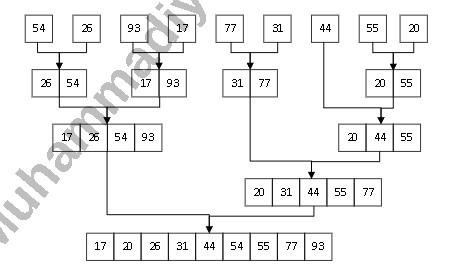 54 26 93 17 77 31 44 55 20
26 54 17 93 31 77 20 55
17 26 54 93 20 44 55
20 31 44 55 77
17 20 26 31 44 54 55 77 93
Muhammadiy